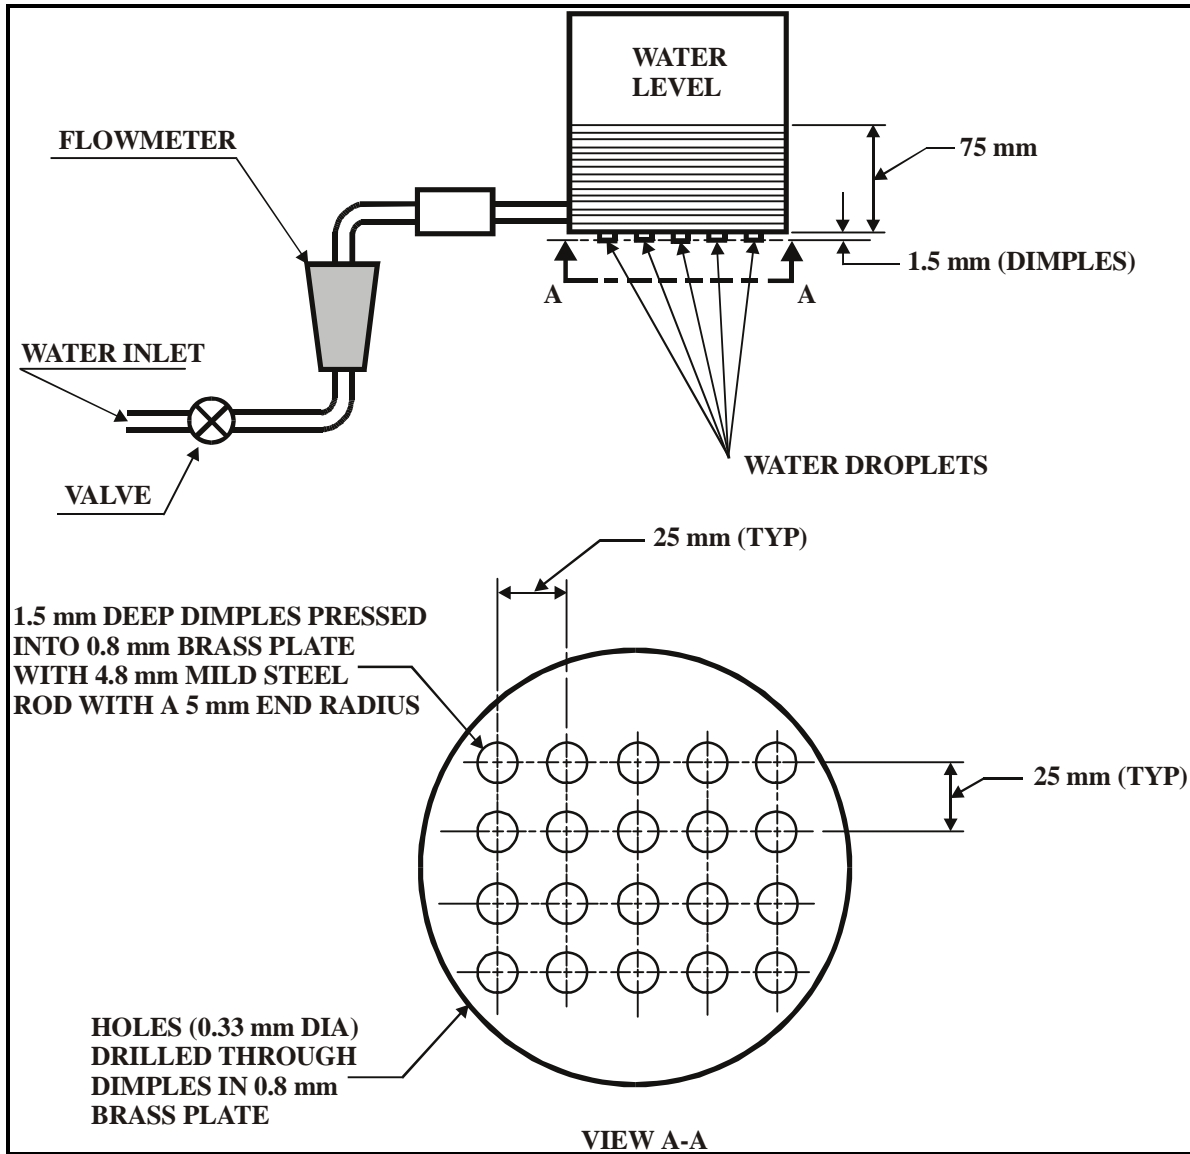 WATER
LEVEL
FLOWMETER
75 mm
1.5 mm (DIMPLES)
A
A
WATER INLET
WATER DROPLETS
VALVE
25 mm (TYP)
1.5 mm DEEP DIMPLES PRESSED
INTO 0.8 mm BRASS PLATE
WITH 4.8 mm MILD STEEL
ROD WITH A 5 mm END RADIUS
25 mm (TYP)
HOLES (0.33 mm DIA)
DRILLED THROUGH
DIMPLES IN 0.8 mm
BRASS PLATE
VIEW A-A